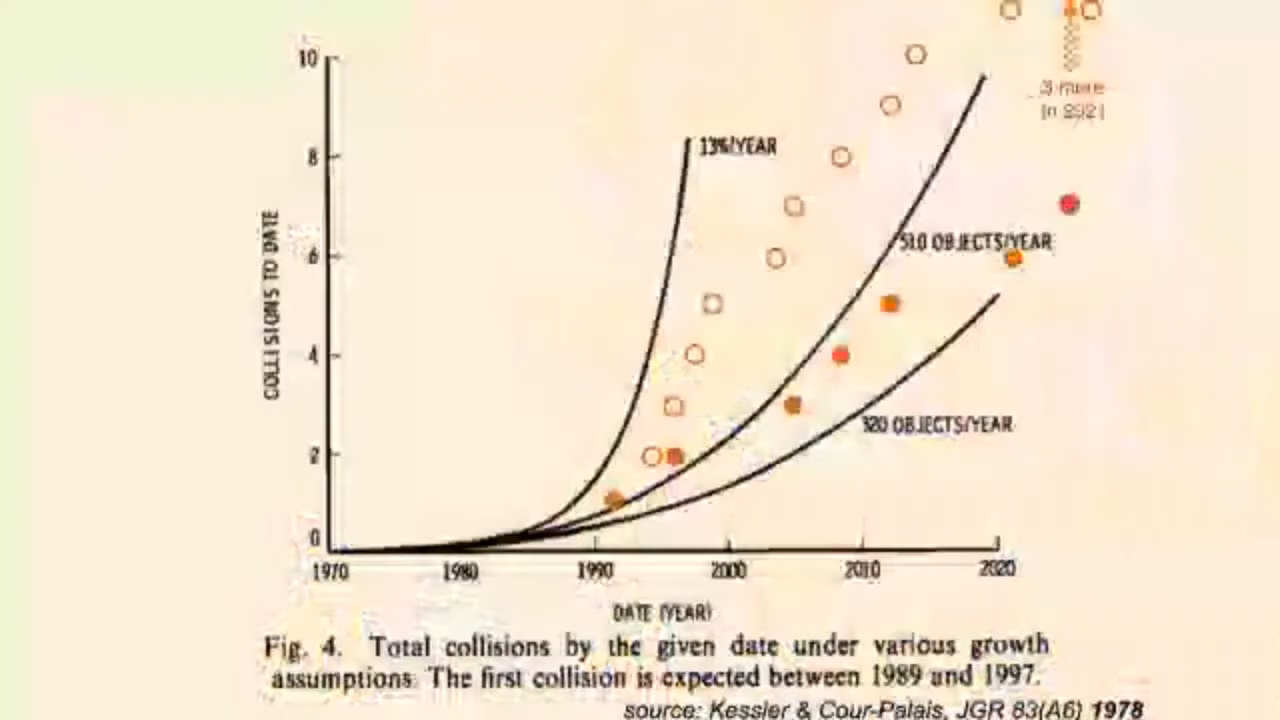 10
3 more
13%/YEAR
8
COLLISIONS TO DATE
6
510 OBJECTS/YEAR
4
320 OBJECTS/YEAR
2
0
1970 1980 1990 2000 2010 2020
DATE (YEAR)
Fig. 4. Total collisions by the given date under various growth
assumptions. The first collision is expected between 1989 and 1997.
source: Kessler & Cour-Palais, JGR 83(A6) 1978